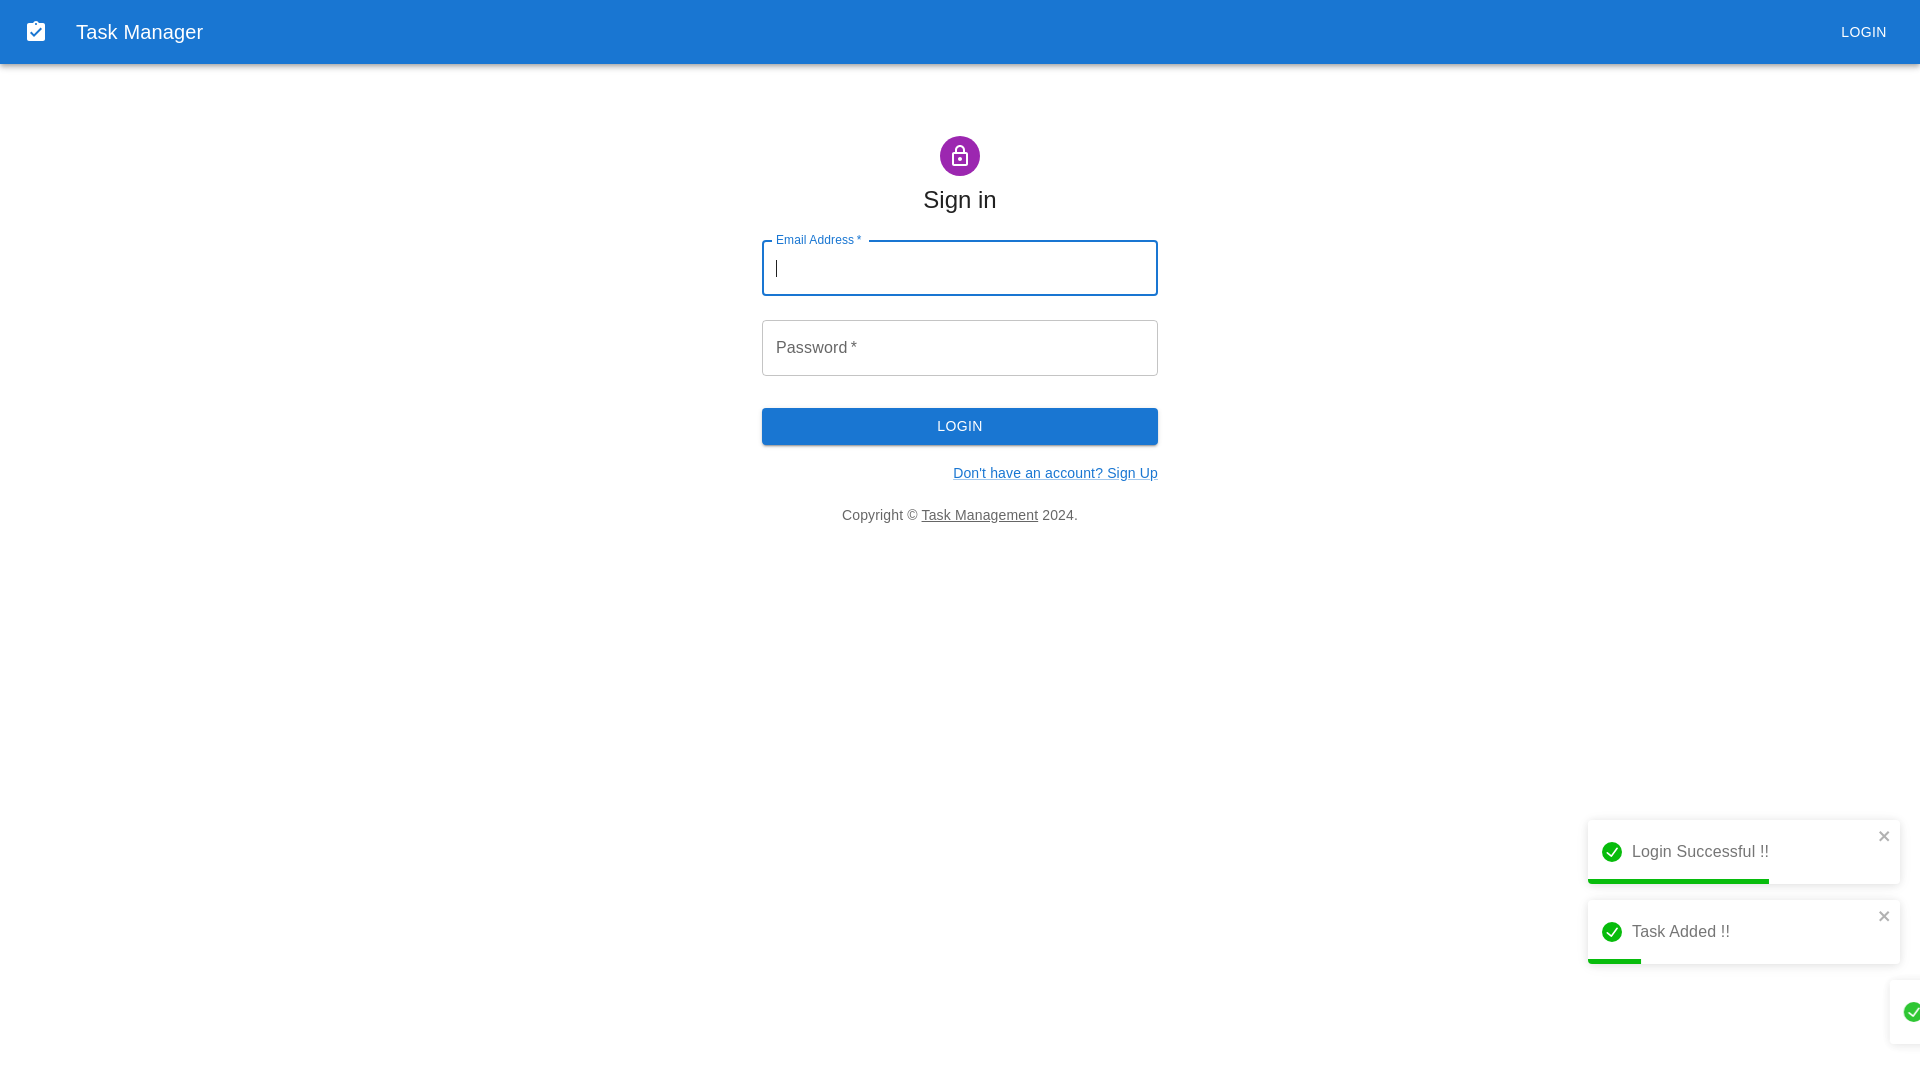 Task Manager
LOGIN
Sign in
Email Address *
Password *
LOGIN
Don't have an account? Sign Up
Copyright © Task Management 2024.
Login Successful !!
Task Added !!